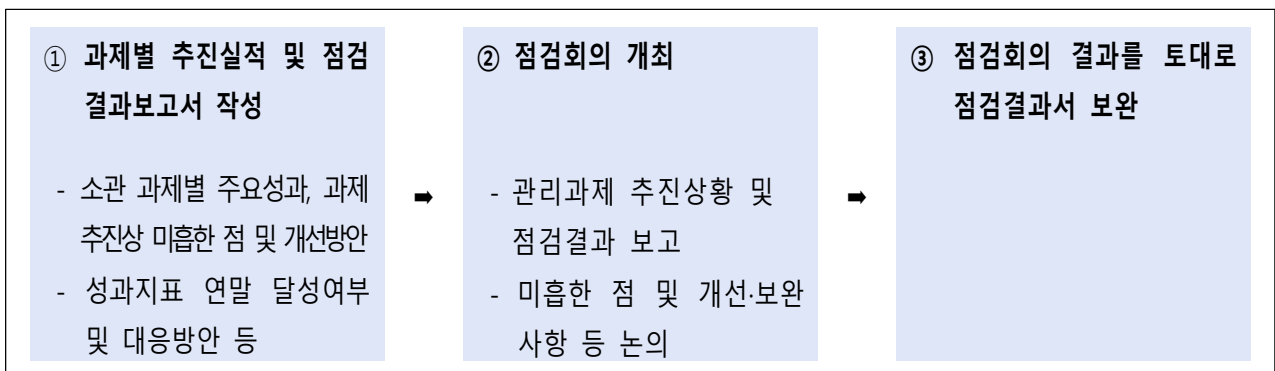 ① 과제별 추진실적 및 점검
결과보고서 작성
- 소관 과제별 주요성과, 과제
추진상 미흡한 점 및 개선방안
- 성과지표 연말 달성여부
및 대응방안 등
➡
② 점검회의 개최
- 관리과제 추진상황 및
점검결과 보고
- 미흡한 점 및 개선·보완
사항 등 논의
➡
③ 점검회의 결과를 토대로
점검결과서 보완